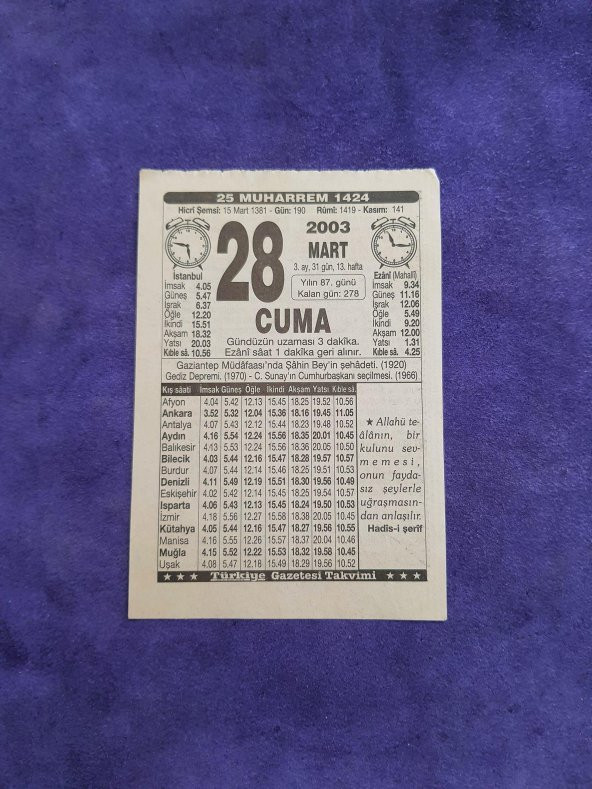 25 MUHARREM 1424
Hicrî Şemsî: 15 Mart 1381 - Gün: 190 Rûmî: 1419 - Kasım: 141
28
2003
MART
3. ay, 31 gün, 13. hafta
Yılın 87. günü
Kalan gün: 278
CUMA
Gündüzün uzaması 3 dakîka.
Ezânî sâat 1 dakîka geri alınır.
İstanbul
İmsak 4.05
Güneş 5.47
İşrak 6.37
Öğle 12.20
İkindi 15.51
Akşam 18.32
Yatsı 20.03
Kıble sâ. 10.56
Ezânî (Mahallî)
İmsak 9.34
Güneş 11.16
İşrak 12.06
Öğle 5.49
İkindi 9.20
Akşam 12.00
Yatsı 1.31
Kıble sâ. 4.25
Gaziantep Müdâfaası'nda Şâhin Bey'in şehâdeti. (1920)
Gediz Depremi. (1970) - C. Sunay'ın Cumhurbaşkanı seçilmesi. (1966)
Kış sâati İmsak Güneş Öğle İkindi Akşam Yatsı Kıble sâ.
Afyon 4.04 5.42 12.13 15.45 18.25 19.52 10.56
Ankara 3.52 5.32 12.04 15.36 18.16 19.45 11.05
Antalya 4.07 5.43 12.12 15.44 18.23 19.48 10.52
Aydın 4.16 5.54 12.24 15.56 18.35 20.01 10.45
Balıkesir 4.13 5.53 12.24 15.56 18.36 20.05 10.50
Bilecik 4.03 5.44 12.16 15.47 18.28 19.57 10.57
Burdur 4.07 5.44 12.14 15.46 18.25 19.51 10.53
Denizli 4.11 5.49 12.19 15.51 18.30 19.56 10.49
Eskişehir 4.02 5.42 12.14 15.45 18.25 19.54 10.57
Isparta 4.06 5.43 12.13 15.45 18.24 19.50 10.53
İzmir 4.18 5.56 12.27 15.58 18.38 20.05 10.45
Kütahya 4.05 5.44 12.16 15.47 18.27 19.56 10.55
Manisa 4.16 5.55 12.26 15.57 18.37 20.04 10.46
Muğla 4.15 5.52 12.22 15.53 18.32 19.58 10.45
Uşak 4.08 5.47 12.18 15.49 18.29 19.56 10.52
★ Allahü te-
âlânın, bir
kulunu sev-
memesi,
onun fayda-
sız şeylerle
uğraşmasın-
dan anlaşılır.
Hadîs-i şerîf
★ ★ ★ Türkiye Gazetesi Takvimi ★ ★ ★